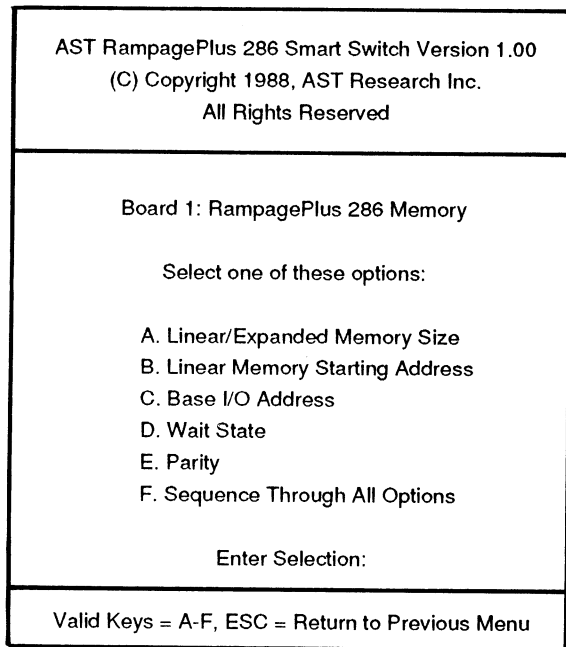 AST RampagePlus 286 Smart Switch Version 1.00
(C) Copyright 1988, AST Research Inc.
All Rights Reserved
Board 1: RampagePlus 286 Memory
Select one of these options:
A. Linear/Expanded Memory Size
B. Linear Memory Starting Address
C. Base I/O Address
D. Wait State
E. Parity
F. Sequence Through All Options
Enter Selection:
Valid Keys = A-F, ESC = Return to Previous Menu